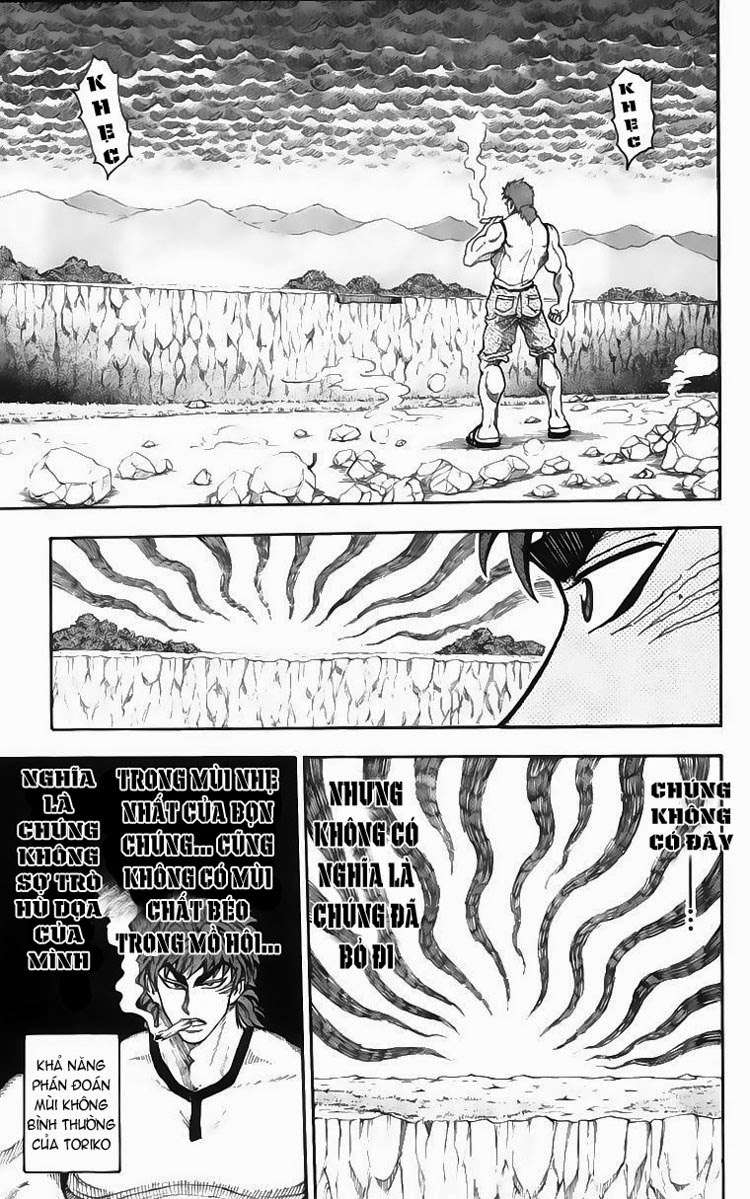 KHẸC
KHẸC
CHÚNG
KHÔNG
CÓ ĐÂY
......
NHƯNG
KHÔNG CÓ
NGHĨA LÀ
CHÚNG ĐÃ
BỎ ĐI
TRONG MÙI NHẸ
NHẤT CỦA BỌN
CHÚNG... CŨNG
KHÔNG CÓ MÙI
CHẤT BÉO
TRONG MỒ HÔI...
NGHĨA
LÀ
CHÚNG
KHÔNG
SỢ TRÒ
HÙ DỌA
CỦA
MÌNH
KHẢ NĂNG
PHÁN ĐOÁN
MÙI KHÔNG
BÌNH THƯỜNG
CỦA TORIKO